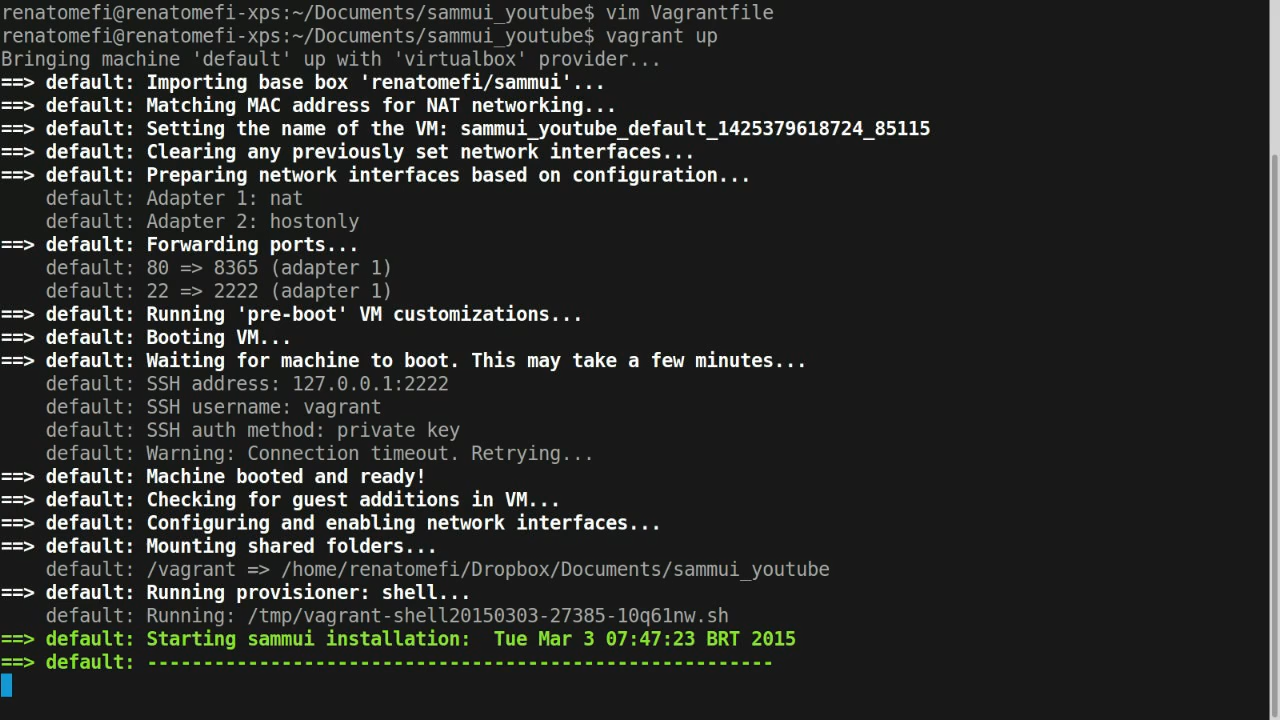 renatomefi@renatomefi-xps:~/Documents/sammui_youtube$ vim Vagrantfile
renatomefi@renatomefi-xps:~/Documents/sammui_youtube$ vagrant up
Bringing machine 'default' up with 'virtualbox' provider...
==> default: Importing base box 'renatomefi/sammui'...
==> default: Matching MAC address for NAT networking...
==> default: Setting the name of the VM: sammui_youtube_default_1425379618724_85115
==> default: Clearing any previously set network interfaces...
==> default: Preparing network interfaces based on configuration...
    default: Adapter 1: nat
    default: Adapter 2: hostonly
==> default: Forwarding ports...
    default: 80 => 8365 (adapter 1)
    default: 22 => 2222 (adapter 1)
==> default: Running 'pre-boot' VM customizations...
==> default: Booting VM...
==> default: Waiting for machine to boot. This may take a few minutes...
    default: SSH address: 127.0.0.1:2222
    default: SSH username: vagrant
    default: SSH auth method: private key
    default: Warning: Connection timeout. Retrying...
==> default: Machine booted and ready!
==> default: Checking for guest additions in VM...
==> default: Configuring and enabling network interfaces...
==> default: Mounting shared folders...
    default: /vagrant => /home/renatomefi/Dropbox/Documents/sammui_youtube
==> default: Running provisioner: shell...
    default: Running: /tmp/vagrant-shell20150303-27385-10q61nw.sh
==> default: Starting sammui installation:  Tue Mar 3 07:47:23 BRT 2015
==> default: --------------------------------------------------------